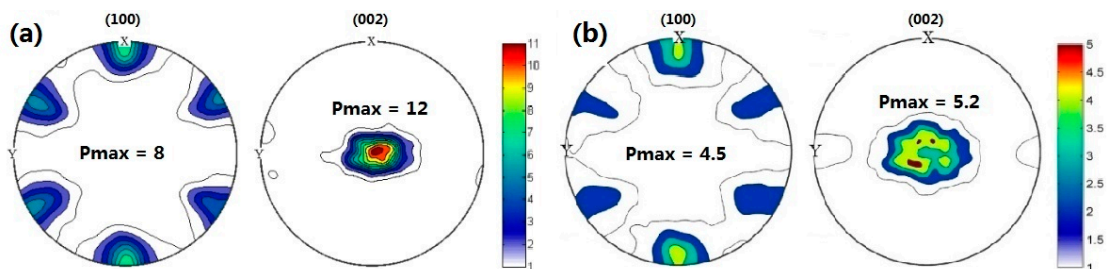 (a)
(100)
X
Y
Pmax = 8
(002)
X
Y
Pmax = 12
11
10
9
8
7
6
5
4
3
2
1
(b)
(100)
X
Y
Pmax = 4.5
(002)
X
Y
Pmax = 5.2
5
4.5
4
3.5
3
2.5
2
1.5
1